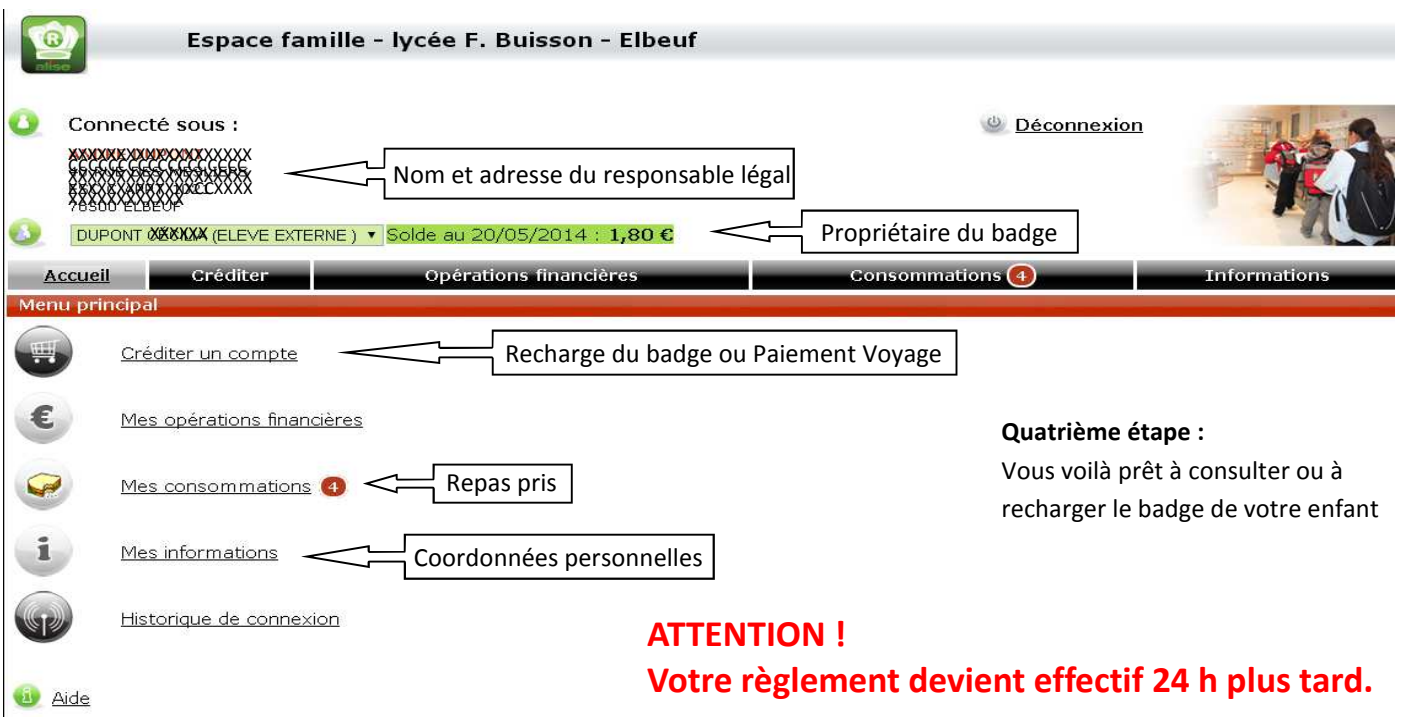 R
alise
Espace famille - lycée F. Buisson - Elbeuf
Connecté sous :
Déconnexion
Nom et adresse du responsable légal
76500 ELBEUF
DUPONT (ELEVE EXTERNE ) Solde au 20/05/2014 : 1,80 €
Propriétaire du badge
Accueil Créditer Opérations financières Consommations 4 Informations
Menu principal
Créditer un compte
Recharge du badge ou Paiement Voyage
€ Mes opérations financières
Quatrième étape :
Vous voilà prêt à consulter ou à
recharger le badge de votre enfant
Mes consommations 4
Repas pris
i Mes informations
Coordonnées personnelles
Historique de connexion
ATTENTION !
Votre règlement devient effectif 24 h plus tard.
Aide